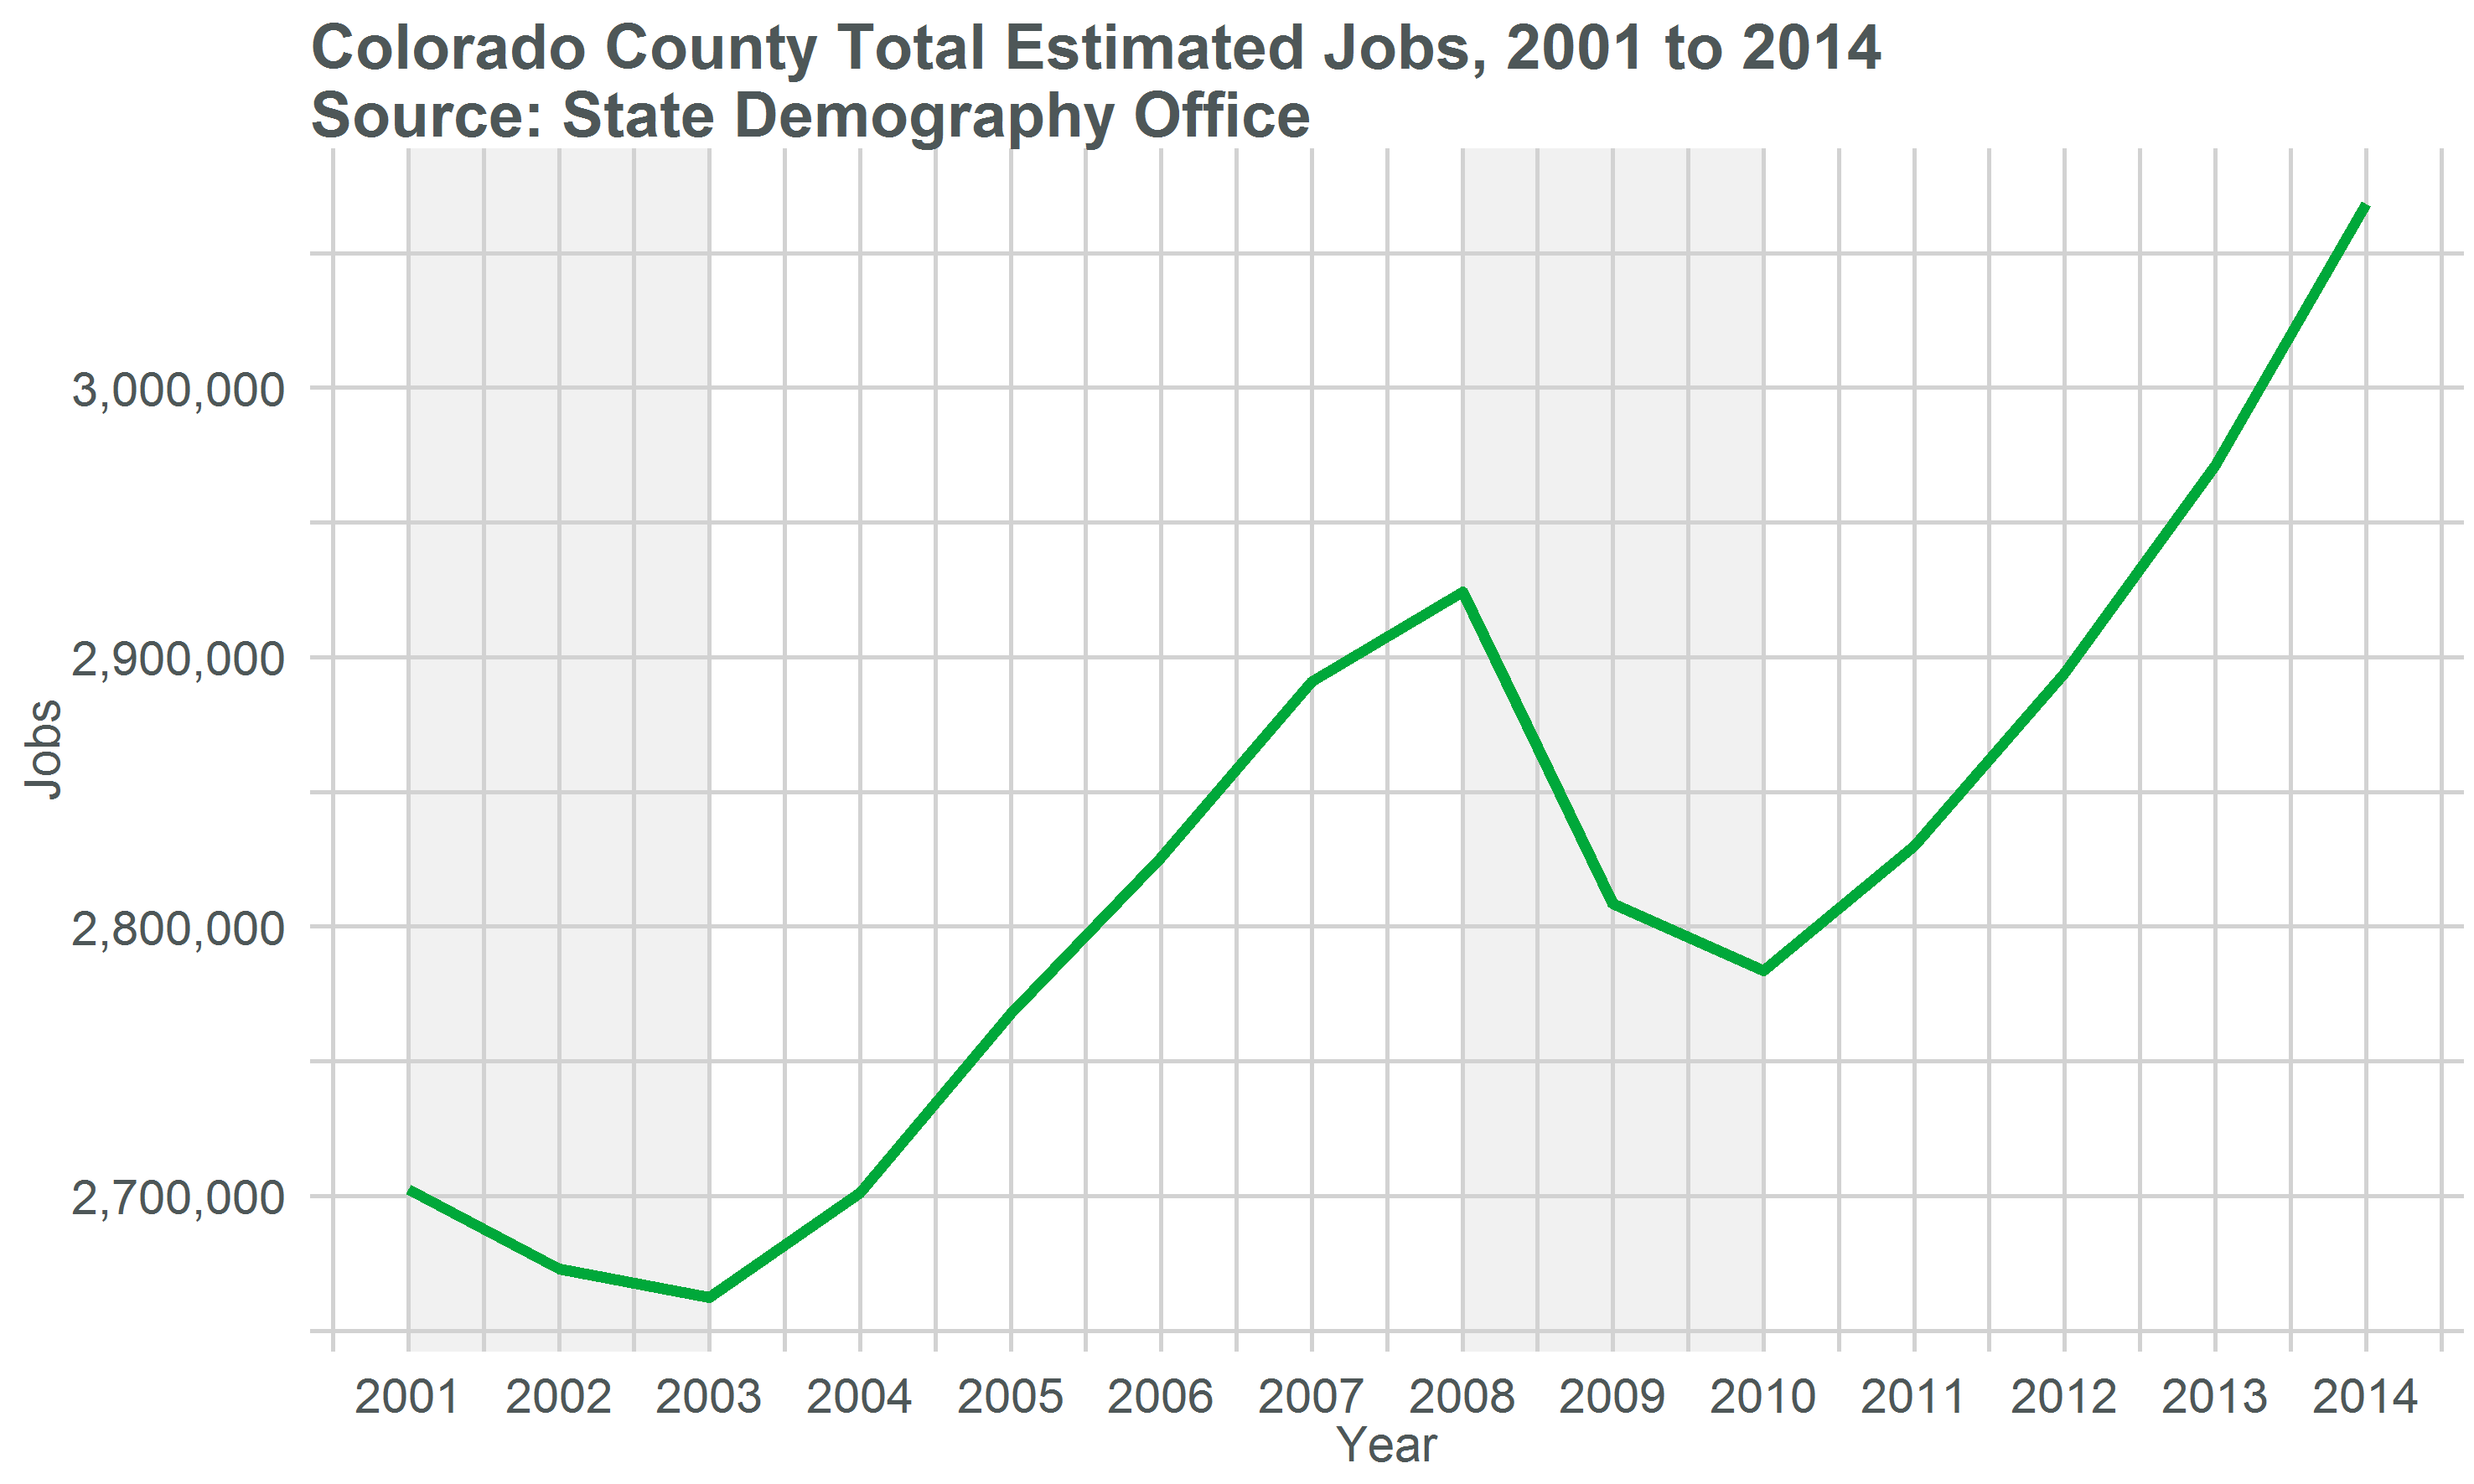 Colorado County Total Estimated Jobs, 2001 to 2014
Source: State Demography Office
3,000,000
2,900,000
2,800,000
2,700,000
Jobs
2001 2002 2003 2004 2005 2006 2007 2008 2009 2010 2011 2012 2013 2014
Year